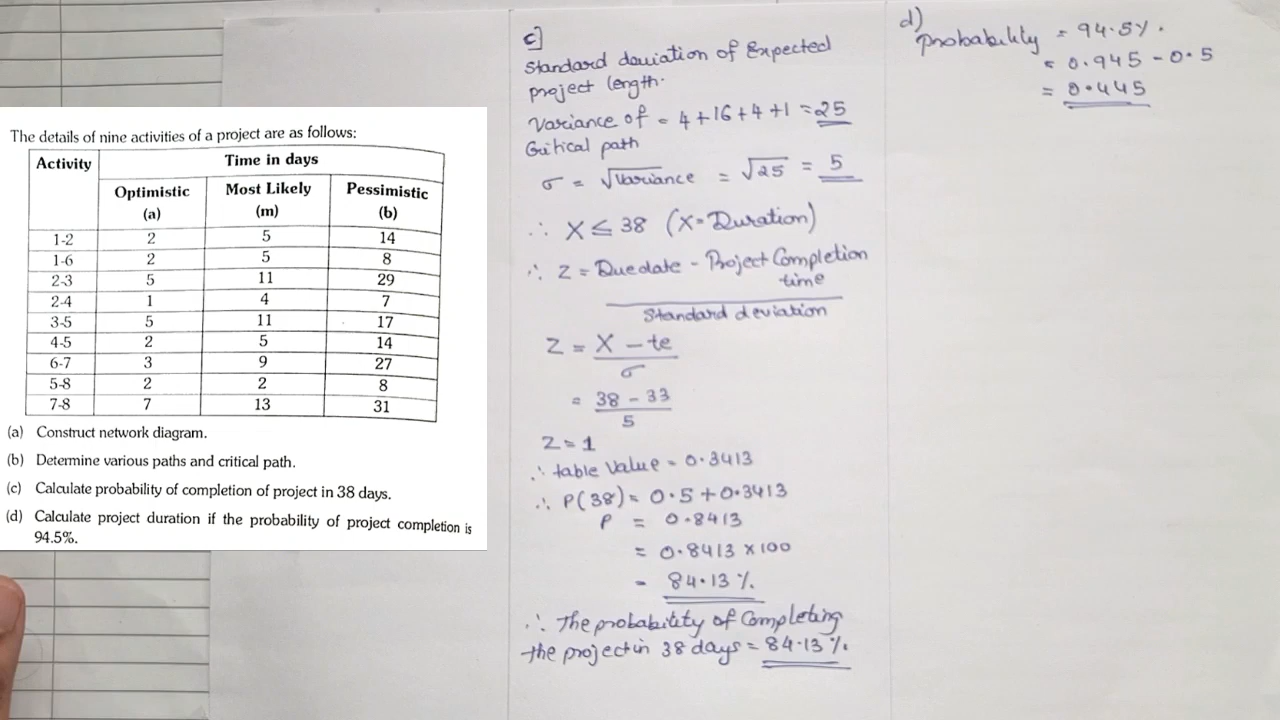 The details of nine activities of a project are as follows:
Activity Time in days
Optimistic (a) Most Likely (m) Pessimistic (b)
1-2 2 5 14
1-6 2 5 8
2-3 5 11 29
2-4 1 4 7
3-5 5 11 17
4-5 2 5 14
6-7 3 9 27
5-8 2 2 8
7-8 7 13 31
(a) Construct network diagram.
(b) Determine various paths and critical path.
(c) Calculate probability of completion of project in 38 days.
(d) Calculate project duration if the probability of project completion is
94.5%.
c]
Standard deviation of Expected
project length.
Variance of = 4+16+4+1 = 25
Critical path
σ = √Variance = √25 = 5
∴ X ≤ 38 (X= Duration)
∴ Z = Due date - Project Completion
time
Standard deviation
Z = X - te
σ
= 38 - 33
5
Z = 1
∴ table value = 0.3413
∴ P(38) = 0.5 + 0.3413
P = 0.8413
= 0.8413 x 100
= 84.13 %
∴ The probability of Completing
the project in 38 days = 84.13 %.
d)
Probability = 94.5%.
= 0.945 - 0.5
= 0.445